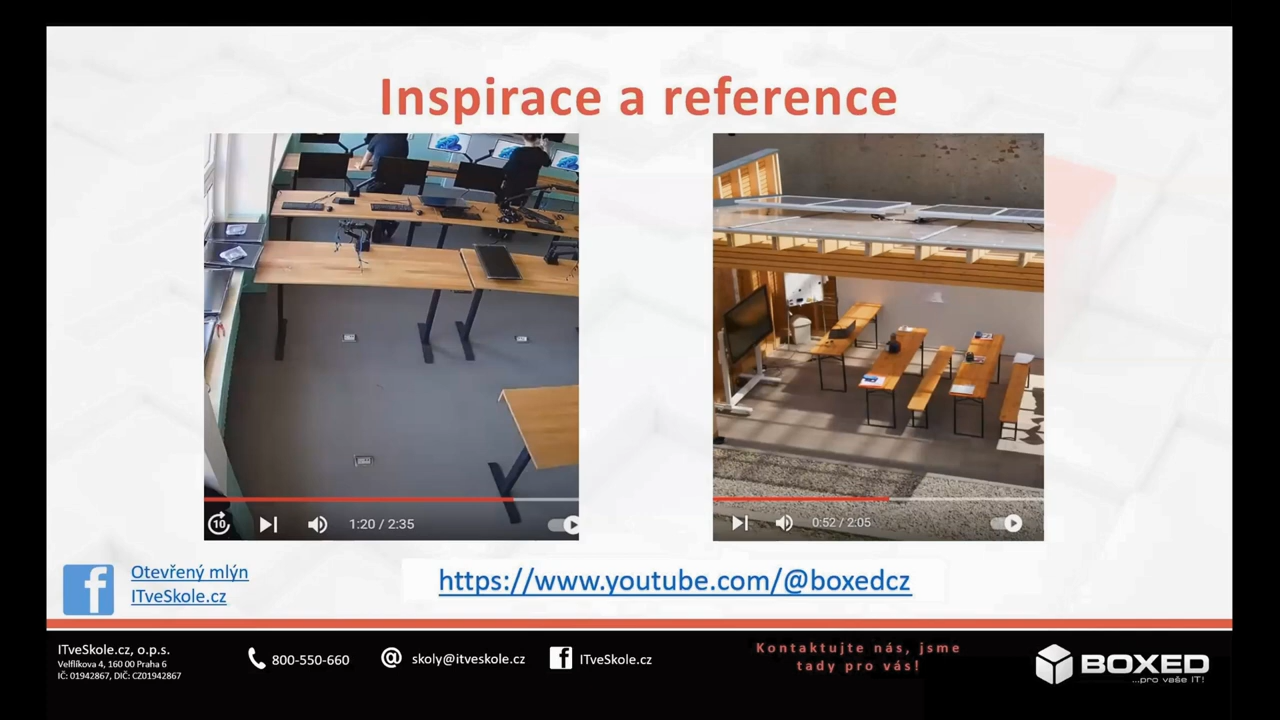 Inspirace a reference
10
1:20 / 2:35
0:52 / 2:05
Otevřený mlýn
ITveSkole.cz
https://www.youtube.com/@boxedcz
ITveSkole.cz, o.p.s.
Velflíkova 4, 160 00 Praha 6
IČ: 01942867, DIČ: CZ01942867
800-550-660
skoly@itveskole.cz
ITveSkole.cz
Kontaktujte nás, jsme
tady pro vás!
BOXED
...pro vaše IT!